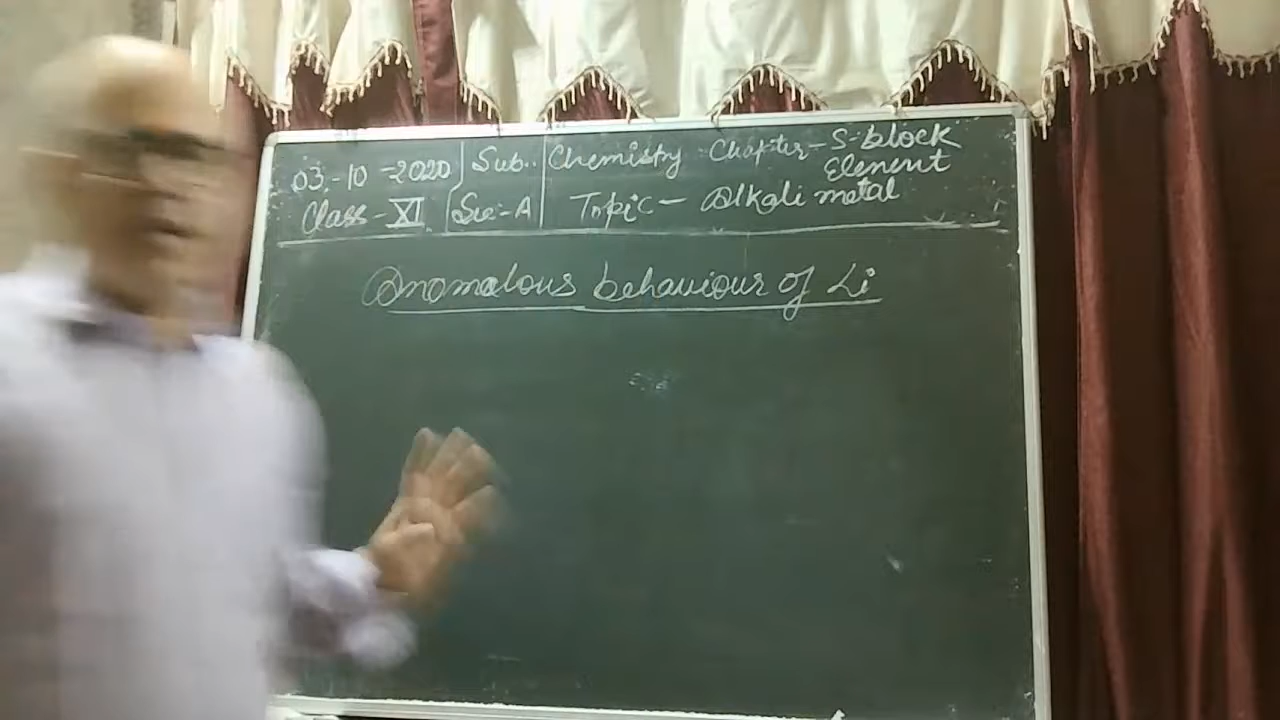 03.-10-2020 Sub.. Chemistry Chapter - S-block
Element
Class - XI Sec - A Topic - Alkali metal
Anomalous behaviour of Li